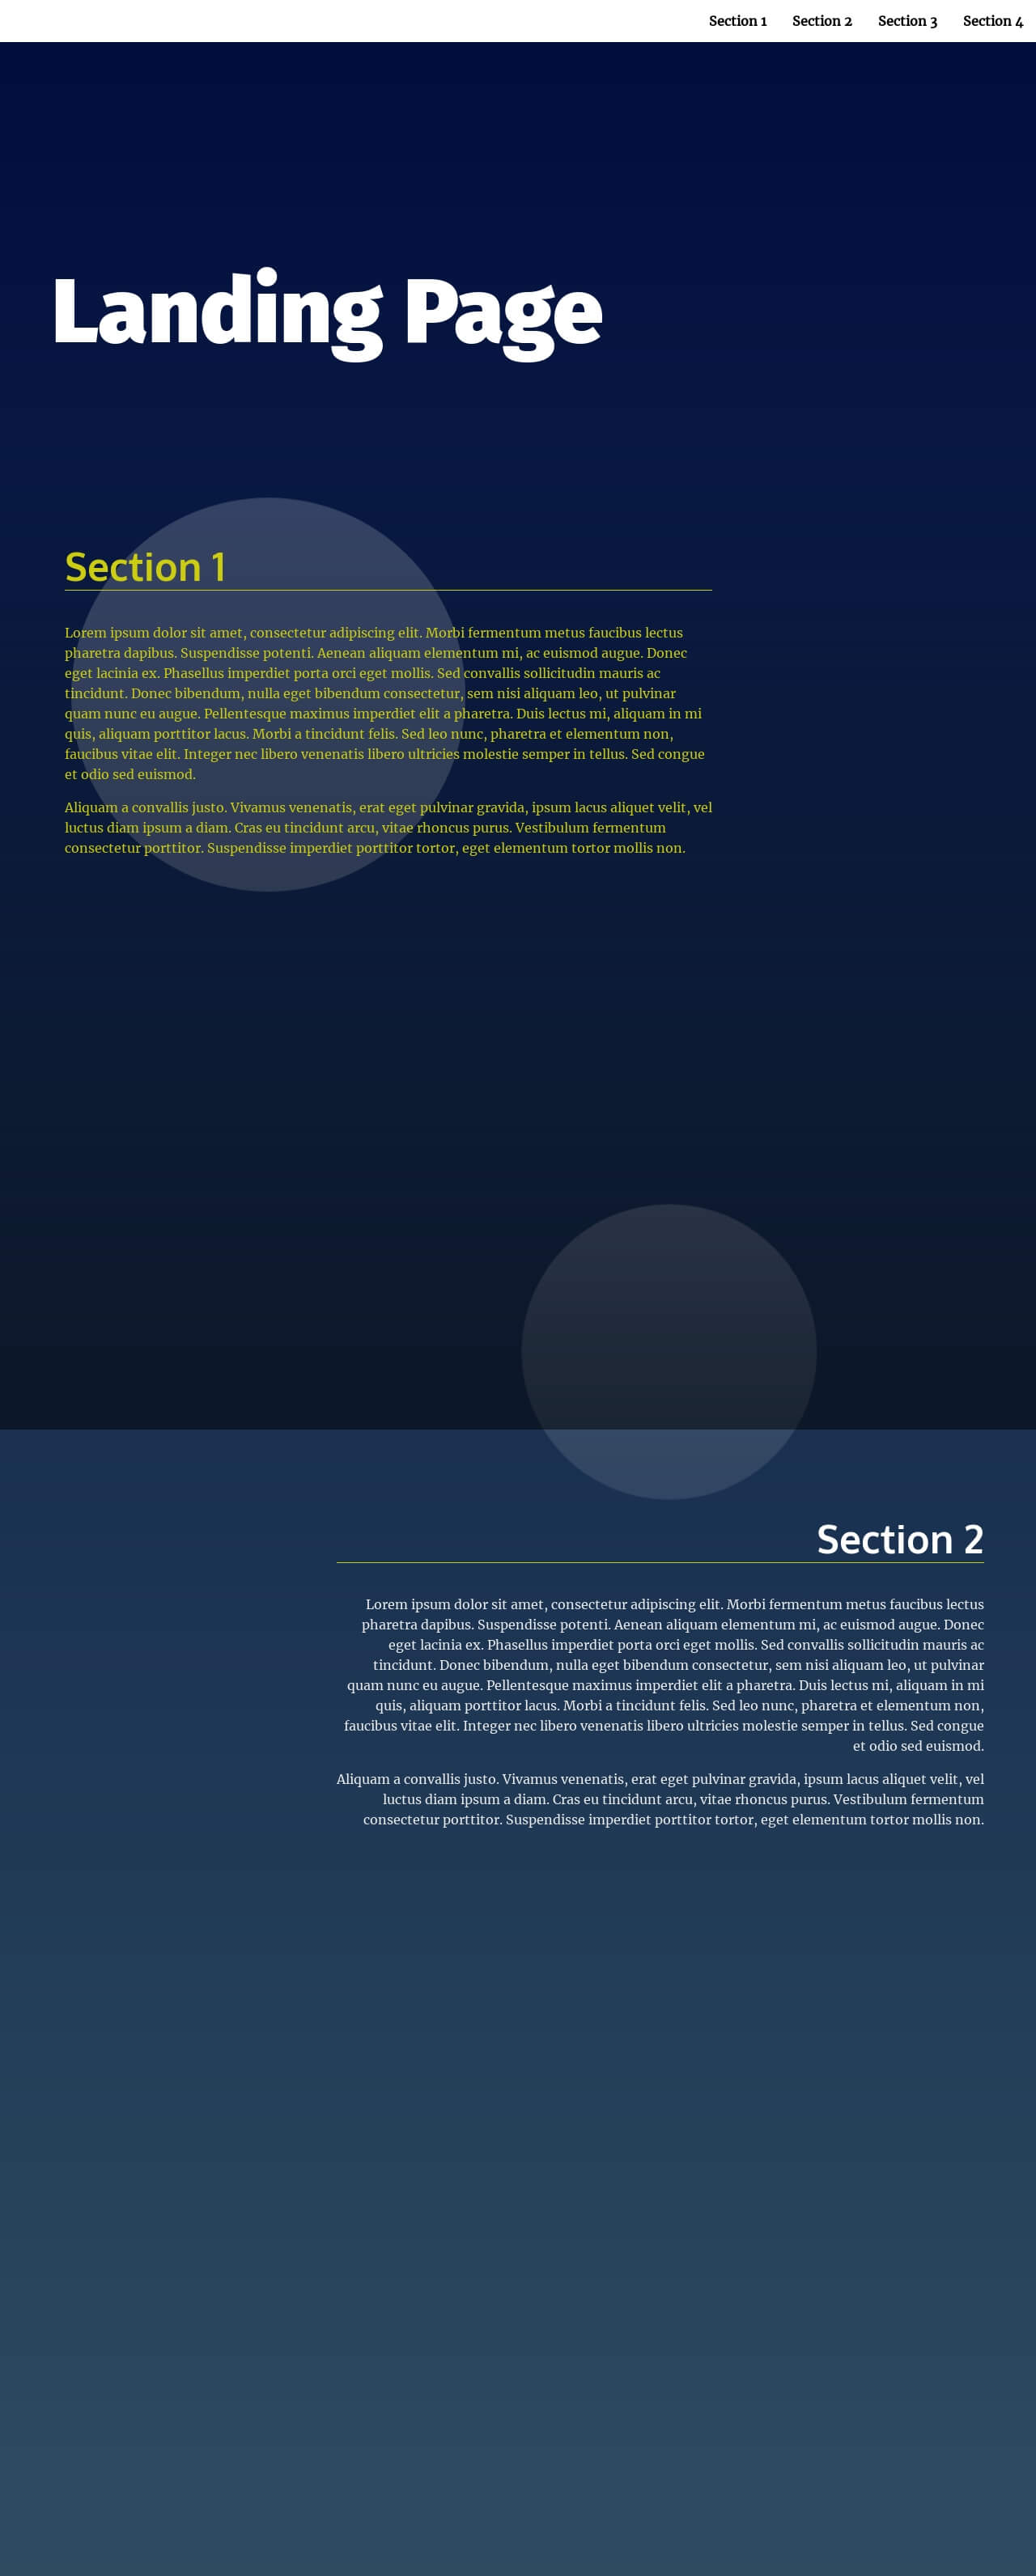 Section 1 Section 2 Section 3 Section 4
Landing Page
Section 1
Lorem ipsum dolor sit amet, consectetur adipiscing elit. Morbi fermentum metus faucibus lectus
pharetra dapibus. Suspendisse potenti. Aenean aliquam elementum mi, ac euismod augue. Donec
eget lacinia ex. Phasellus imperdiet porta orci eget mollis. Sed convallis sollicitudin mauris ac
tincidunt. Donec bibendum, nulla eget bibendum consectetur, sem nisi aliquam leo, ut pulvinar
quam nunc eu augue. Pellentesque maximus imperdiet elit a pharetra. Duis lectus mi, aliquam in mi
quis, aliquam porttitor lacus. Morbi a tincidunt felis. Sed leo nunc, pharetra et elementum non,
faucibus vitae elit. Integer nec libero venenatis libero ultricies molestie semper in tellus. Sed congue
et odio sed euismod.
Aliquam a convallis justo. Vivamus venenatis, erat eget pulvinar gravida, ipsum lacus aliquet velit, vel
luctus diam ipsum a diam. Cras eu tincidunt arcu, vitae rhoncus purus. Vestibulum fermentum
consectetur porttitor. Suspendisse imperdiet porttitor tortor, eget elementum tortor mollis non.
Section 2
Lorem ipsum dolor sit amet, consectetur adipiscing elit. Morbi fermentum metus faucibus lectus
pharetra dapibus. Suspendisse potenti. Aenean aliquam elementum mi, ac euismod augue. Donec
eget lacinia ex. Phasellus imperdiet porta orci eget mollis. Sed convallis sollicitudin mauris ac
tincidunt. Donec bibendum, nulla eget bibendum consectetur, sem nisi aliquam leo, ut pulvinar
quam nunc eu augue. Pellentesque maximus imperdiet elit a pharetra. Duis lectus mi, aliquam in mi
quis, aliquam porttitor lacus. Morbi a tincidunt felis. Sed leo nunc, pharetra et elementum non,
faucibus vitae elit. Integer nec libero venenatis libero ultricies molestie semper in tellus. Sed congue
et odio sed euismod.
Aliquam a convallis justo. Vivamus venenatis, erat eget pulvinar gravida, ipsum lacus aliquet velit, vel
luctus diam ipsum a diam. Cras eu tincidunt arcu, vitae rhoncus purus. Vestibulum fermentum
consectetur porttitor. Suspendisse imperdiet porttitor tortor, eget elementum tortor mollis non.